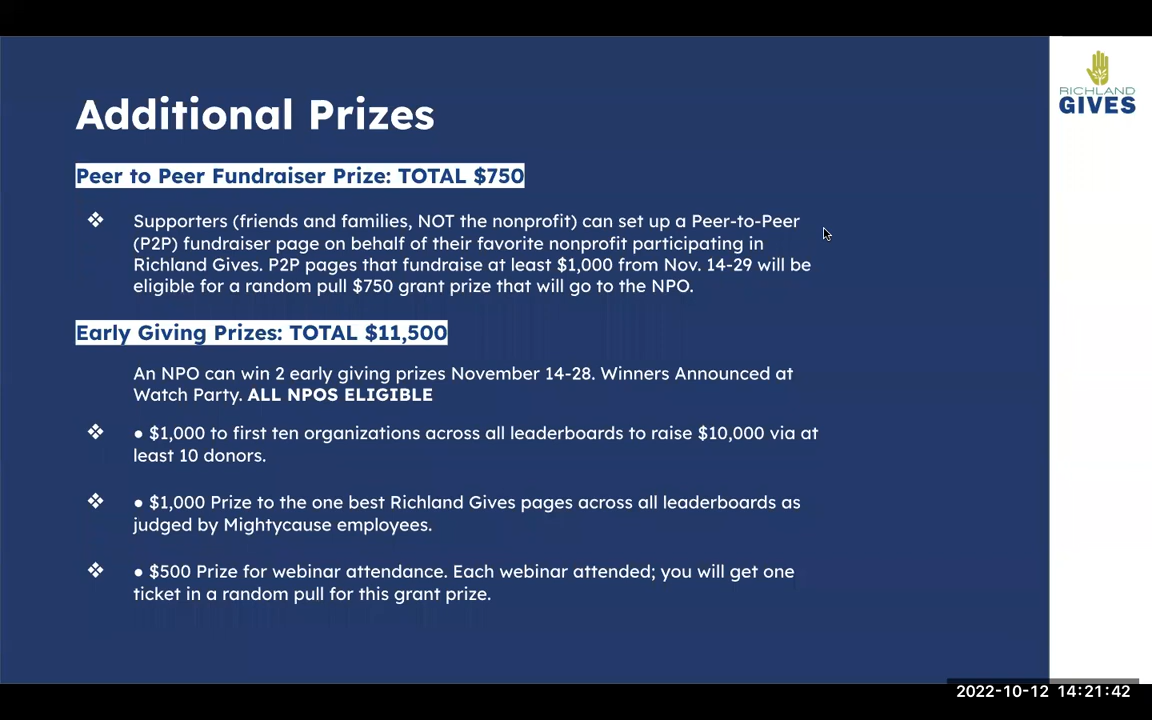 Additional Prizes
RICHLAND
GIVES
Peer to Peer Fundraiser Prize: TOTAL $750
❖ Supporters (friends and families, NOT the nonprofit) can set up a Peer-to-Peer
(P2P) fundraiser page on behalf of their favorite nonprofit participating in
Richland Gives. P2P pages that fundraise at least $1,000 from Nov. 14-29 will be
eligible for a random pull $750 grant prize that will go to the NPO.
Early Giving Prizes: TOTAL $11,500
An NPO can win 2 early giving prizes November 14-28. Winners Announced at
Watch Party. ALL NPOS ELIGIBLE
❖ ● $1,000 to first ten organizations across all leaderboards to raise $10,000 via at
least 10 donors.
❖ ● $1,000 Prize to the one best Richland Gives pages across all leaderboards as
judged by Mightycause employees.
❖ ● $500 Prize for webinar attendance. Each webinar attended; you will get one
ticket in a random pull for this grant prize.
2022-10-12 14:21:42